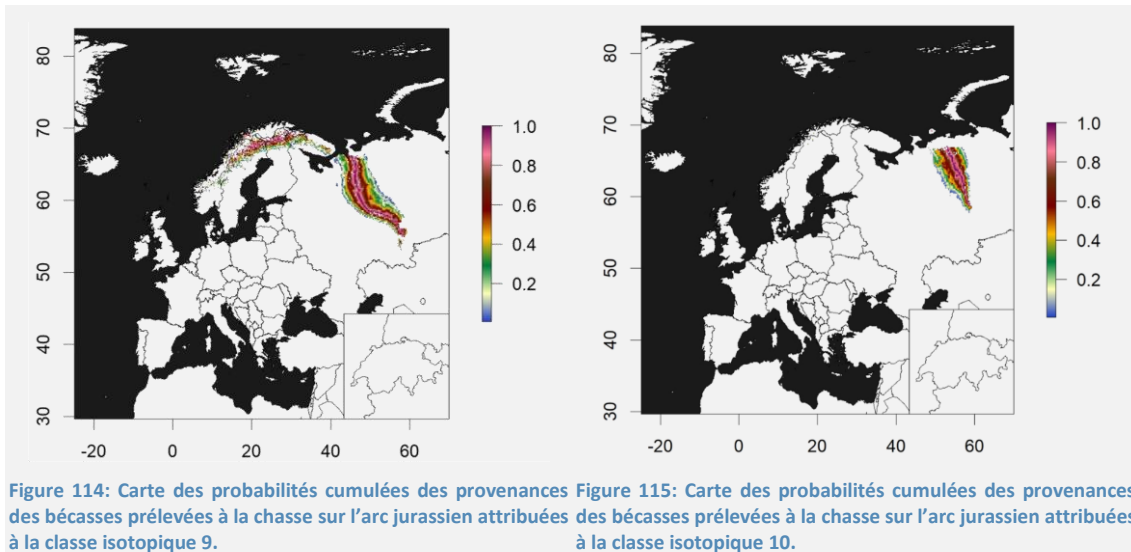 80
70
60
50
40
30
-20 0 20 40 60
1.0
0.8
0.6
0.4
0.2
80
70
60
50
40
30
-20 0 20 40 60
1.0
0.8
0.6
0.4
0.2
Figure 114: Carte des probabilités cumulées des provenances
des bécasses prélevées à la chasse sur l’arc jurassien attribuées
à la classe isotopique 9.
Figure 115: Carte des probabilités cumulées des provenances
des bécasses prélevées à la chasse sur l’arc jurassien attribuées
à la classe isotopique 10.